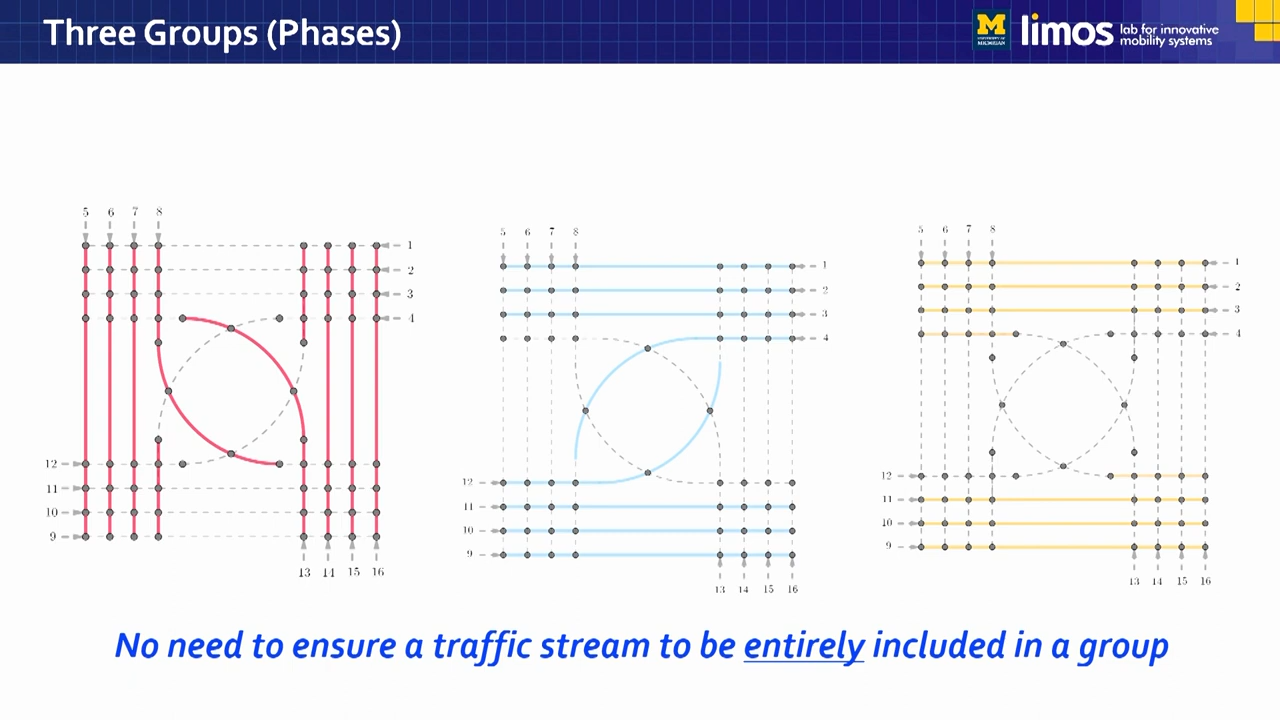 Three Groups (Phases)
M
UNIVERSITY OF
MICHIGAN
limos
lab for innovative
mobility systems
5 6 7 8
1
2
3
4
12
11
10
9
13 14 15 16
5 6 7 8
1
2
3
4
12
11
10
9
13 14 15 16
5 6 7 8
1
2
3
4
12
11
10
9
13 14 15 16
No need to ensure a traffic stream to be entirely included in a group